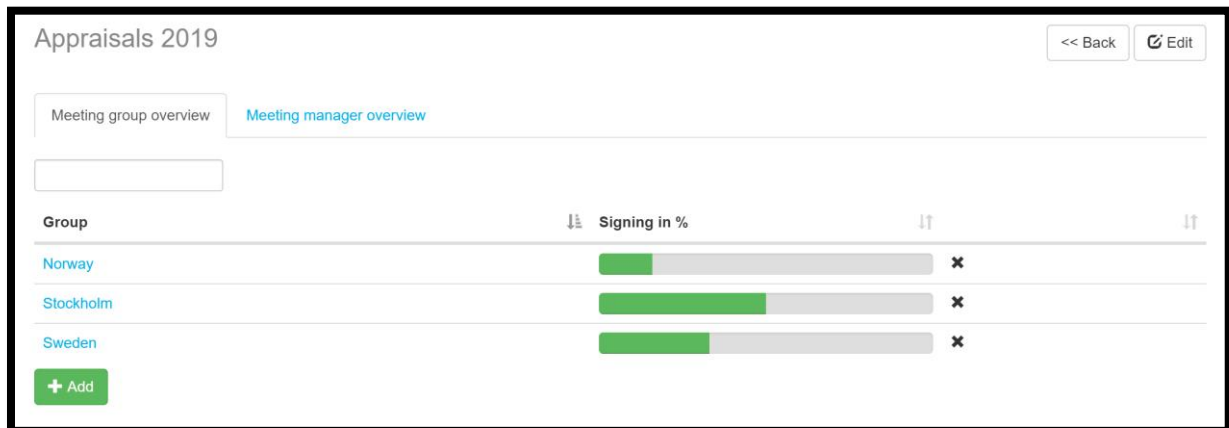 Appraisals 2019
<< Back
Edit
Meeting group overview
Meeting manager overview
Group
Signing in %
Norway
Stockholm
Sweden
Add